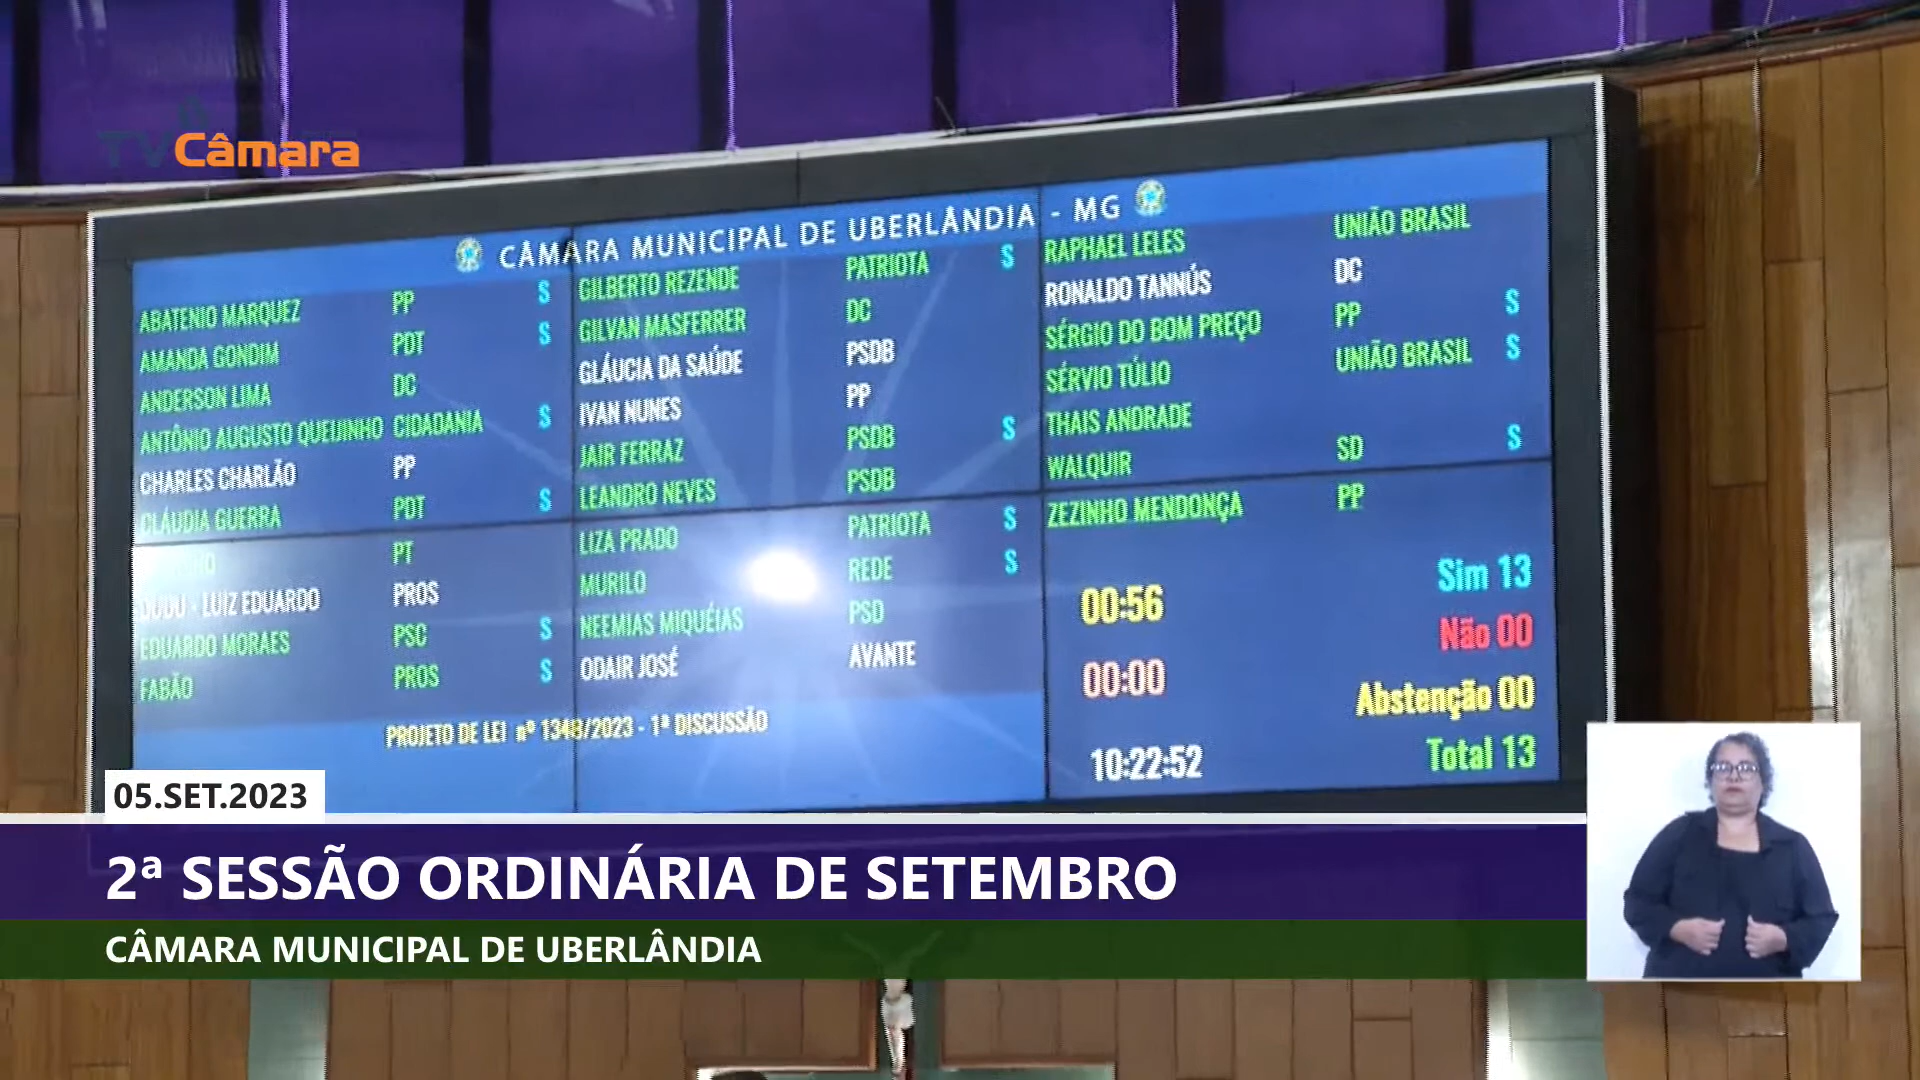 TV Câmara
CÂMARA MUNICIPAL DE UBERLÂNDIA - MG
ABATENIO MARQUEZ PP S
AMANDA GONDIM PDT S
ANDERSON LIMA DC
ANTÔNIO AUGUSTO QUEIJINHO CIDADANIA S
CHARLES CHARLÃO PP
CLÁUDIA GUERRA PDT S
PT
DUDU - LUIZ EDUARDO PROS
EDUARDO MORAES PSC S
FABÃO PROS S
GILBERTO REZENDE PATRIOTA S
GILVAN MASFERRER DC
GLÁUCIA DA SAÚDE PSDB
IVAN NUNES PP
JAIR FERRAZ PSDB S
LEANDRO NEVES PSDB
LIZA PRADO PATRIOTA S
MURILO REDE S
NEEMIAS MIQUÉIAS PSD
ODAIR JOSÉ AVANTE
RAPHAEL LELES UNIÃO BRASIL
RONALDO TANNÚS DC
SÉRGIO DO BOM PREÇO PP S
SÉRVIO TÚLIO UNIÃO BRASIL S
THAIS ANDRADE
WALQUIR SD S
ZEZINHO MENDONÇA PP
00:56
00:00
10:22:52
Sim 13
Não 00
Abstenção 00
Total 13
PROJETO DE LEI nº 1348/2023 - 1ª DISCUSSÃO
05.SET.2023
2ª SESSÃO ORDINÁRIA DE SETEMBRO
CÂMARA MUNICIPAL DE UBERLÂNDIA